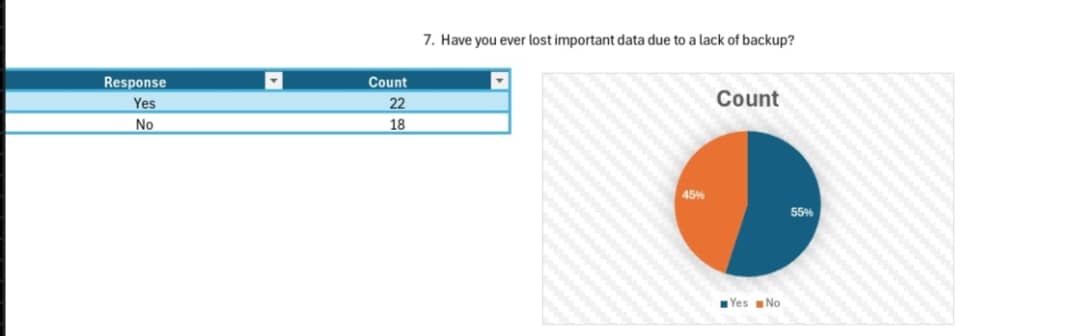 7. Have you ever lost important data due to a lack of backup?
Response Count
Yes 22
No 18
Count
45%
55%
Yes No